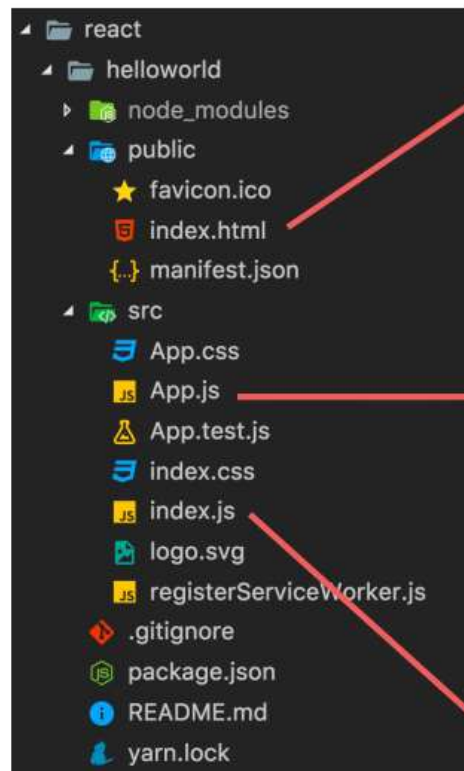 react
helloworld
node_modules
public
favicon.ico
index.html
manifest.json
src
App.css
App.js
App.test.js
index.css
index.js
logo.svg
registerServiceWorker.js
.gitignore
package.json
README.md
yarn.lock